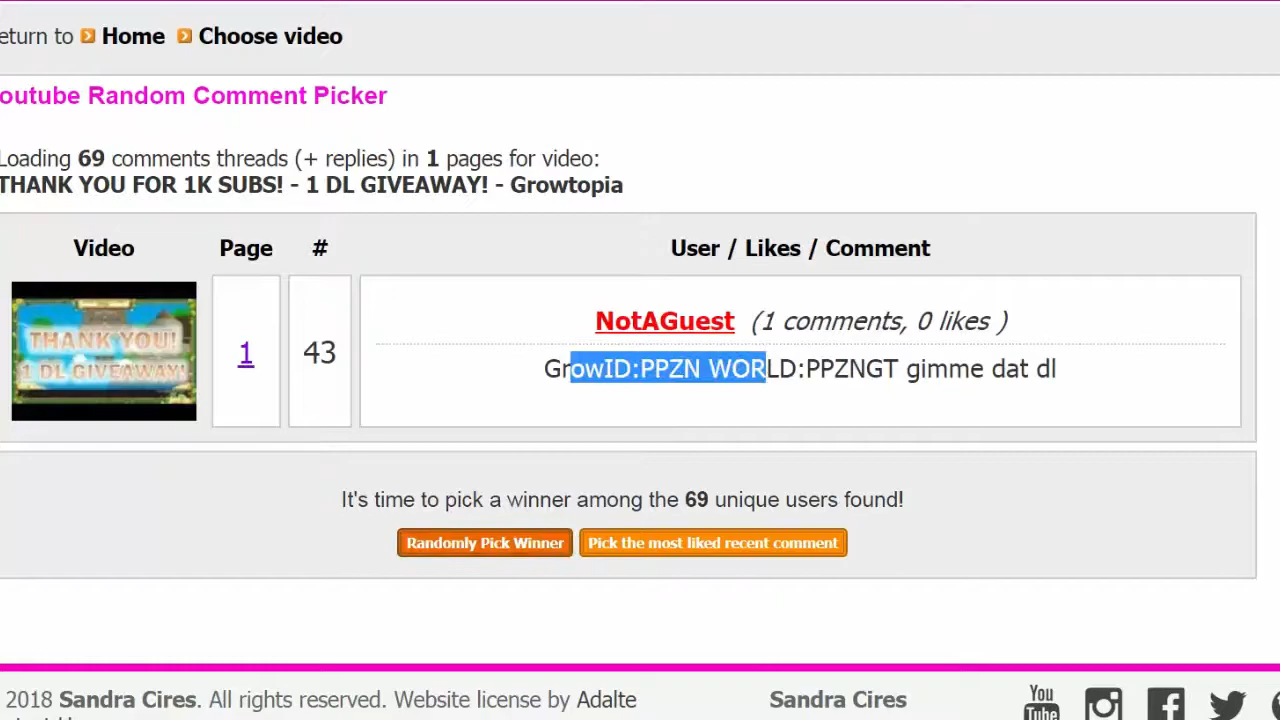 eturn to Home Choose video
outube Random Comment Picker
Loading 69 comments threads (+ replies) in 1 pages for video:
THANK YOU FOR 1K SUBS! - 1 DL GIVEAWAY! - Growtopia
Video Page # User / Likes / Comment
THANK YOU!
1 DL GIVEAWAY!
1 43
NotAGuest (1 comments, 0 likes )
GrowID:PPZN WORLD:PPZNGT gimme dat dl
It's time to pick a winner among the 69 unique users found!
Randomly Pick Winner Pick the most liked recent comment
2018 Sandra Cires. All rights reserved. Website license by Adalte
Sandra Cires
You
Tube